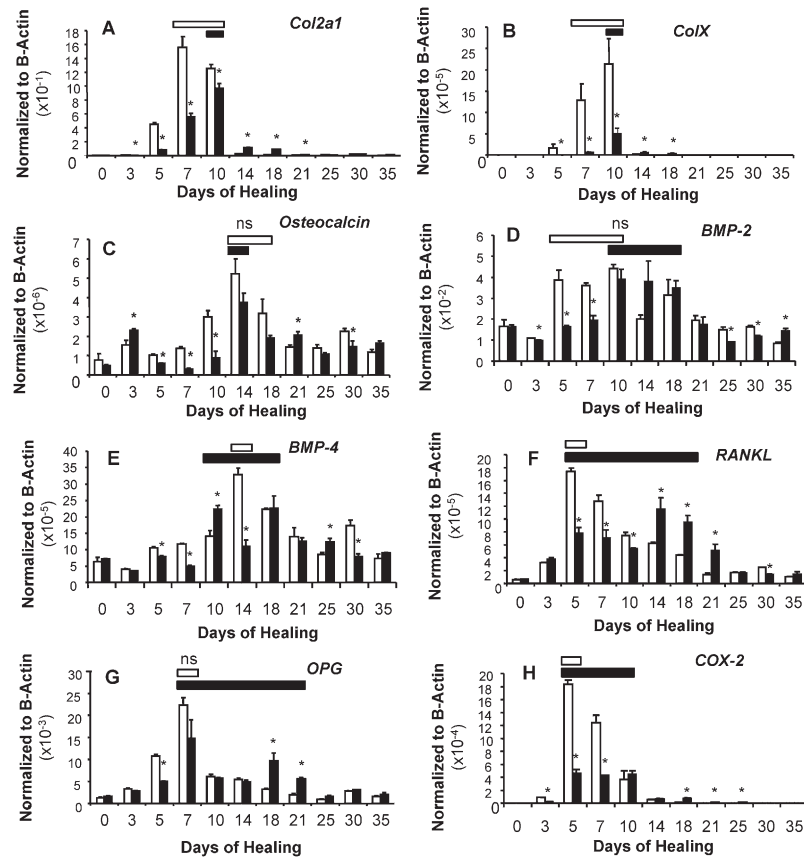 A
Col2a1
Normalized to B-Actin
(x10-1)
18
16
14
12
10
8
6
4
2
0
* * * * * * *
0 3 5 7 10 14 18 21 25 30 35
Days of Healing
B
ColX
Normalized to B-Actin
(x10-5)
30
25
20
15
10
5
0
* * * * *
0 3 5 7 10 14 18 21 25 30 35
Days of Healing
C
Osteocalcin
ns
Normalized to B-Actin
(x10-6)
8
7
6
5
4
3
2
1
0
* * * * * *
0 3 5 7 10 14 18 21 25 30 35
Days of Healing
D
ns
BMP-2
Normalized to B-Actin
(x10-2)
6
5
4
3
2
1
0
* * * * * *
0 3 5 7 10 14 18 21 25 30 35
Days of Healing
E
BMP-4
Normalized to B-Actin
(x10-5)
40
35
30
25
20
15
10
5
0
* * * * * *
0 3 5 7 10 14 18 21 25 30 35
Days of Healing
F
RANKL
Normalized to B-Actin
(x10-5)
20
18
16
14
12
10
8
6
4
2
0
* * * * * * *
0 3 5 7 10 14 18 21 25 30 35
Days of Healing
G
ns
OPG
Normalized to B-Actin
(x10-3)
30
25
20
15
10
5
0
* * *
0 3 5 7 10 14 18 21 25 30 35
Days of Healing
H
COX-2
Normalized to B-Actin
(x10-4)
20
18
16
14
12
10
8
6
4
2
0
* * * * * *
0 3 5 7 10 14 18 21 25 30 35
Days of Healing